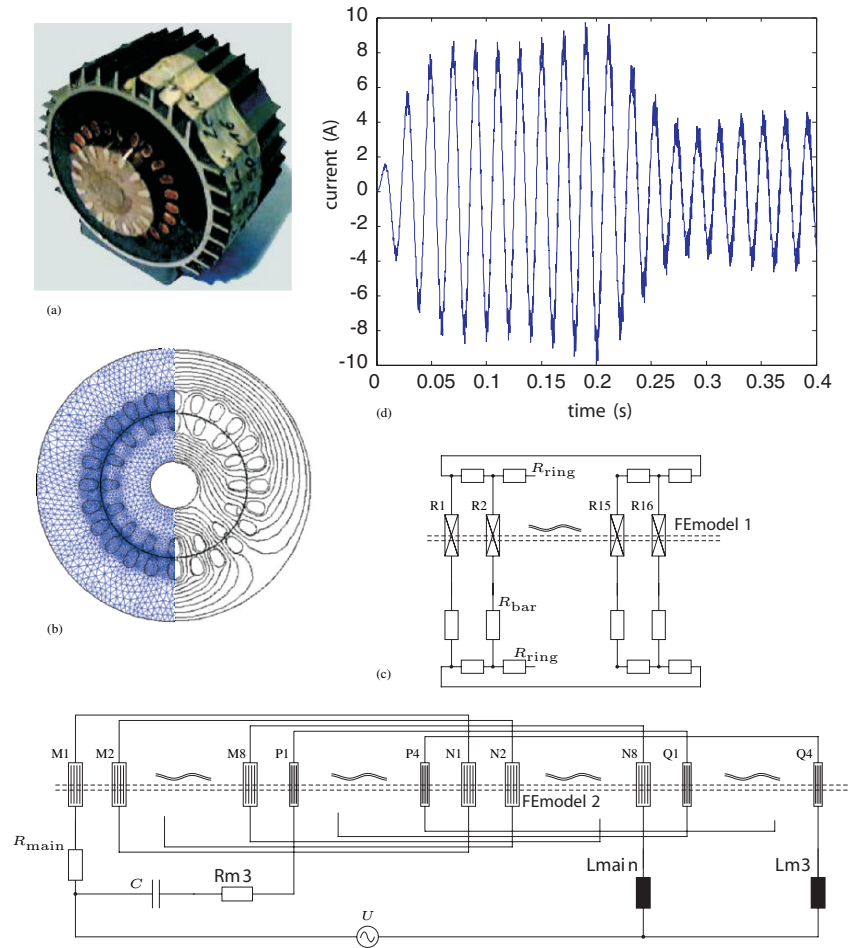 (a)
10
8
6
4
2
0
-2
-4
-6
-8
-10
current (A)
0 0.05 0.1 0.15 0.2 0.25 0.3 0.35 0.4
time (s)
(d)
(b)
R_ring
R1 R2 R15 R16
FEmodel 1
R_bar
R_ring
(c)
M1 M2 M8 P1 P4 N1 N2 N8 Q1 Q4
FEmodel 2
R_main
C Rm3 Lmain Lm3
U